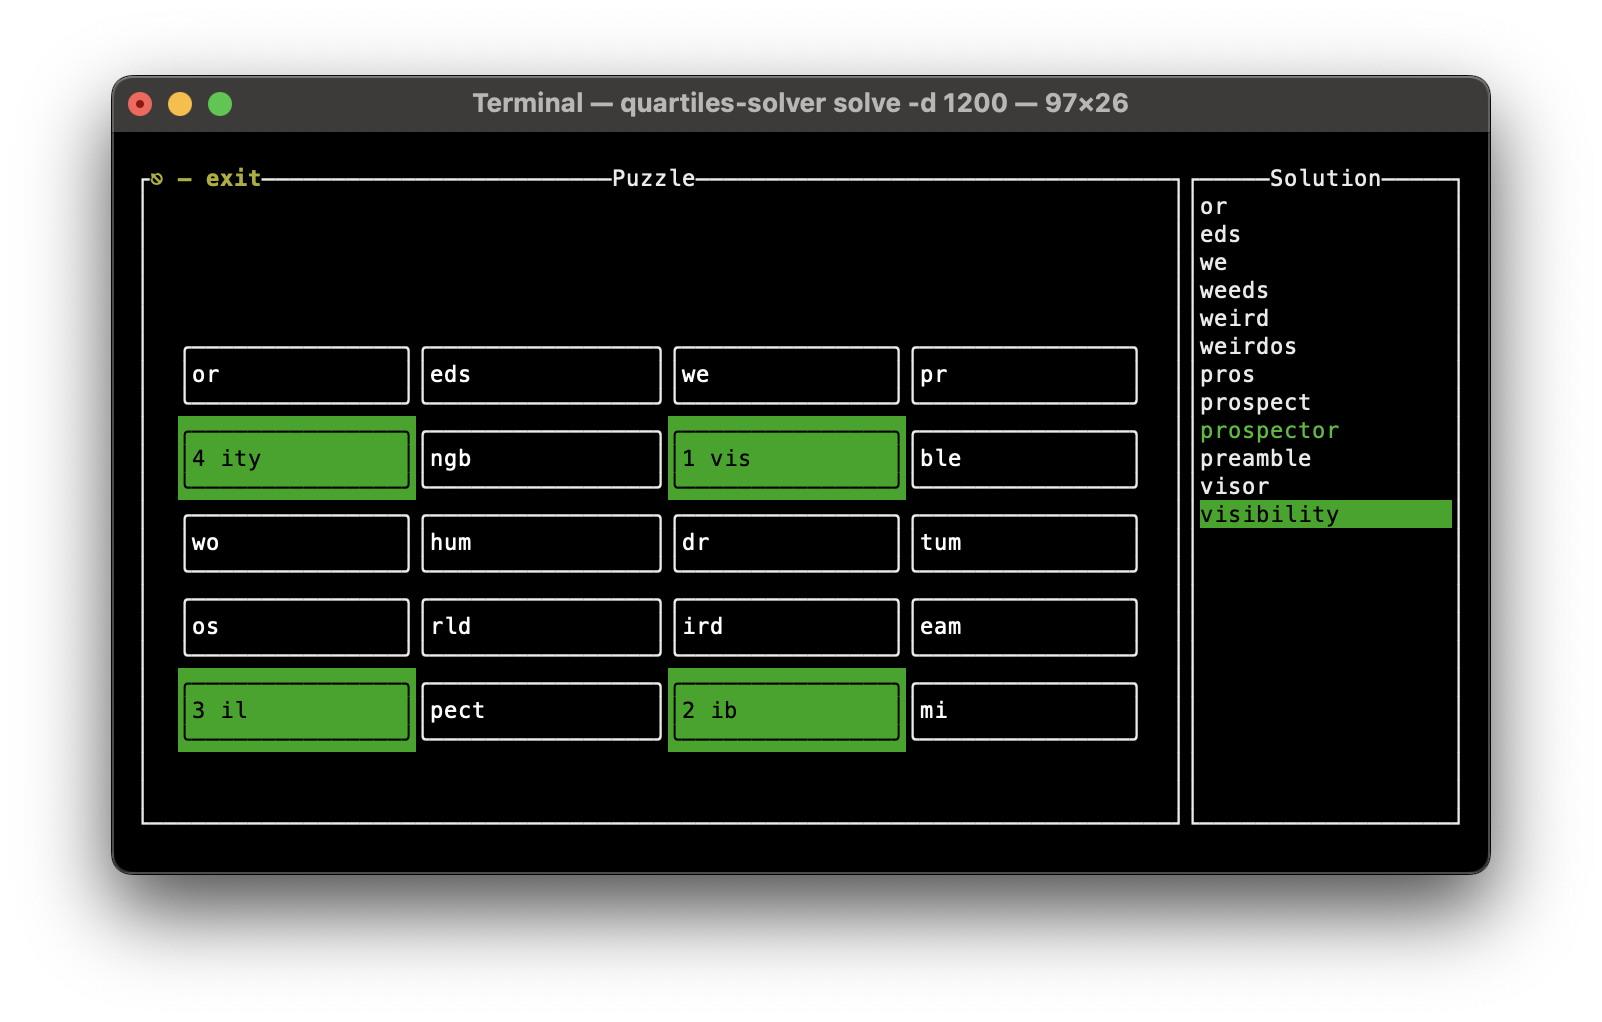 Terminal — quartiles-solver solve -d 1200 — 97×26
⎋ — exit Puzzle
or eds we pr
4 ity ngb 1 vis ble
wo hum dr tum
os rld ird eam
3 il pect 2 ib mi
Solution
or
eds
we
weeds
weird
weirdos
pros
prospect
prospector
preamble
visor
visibility